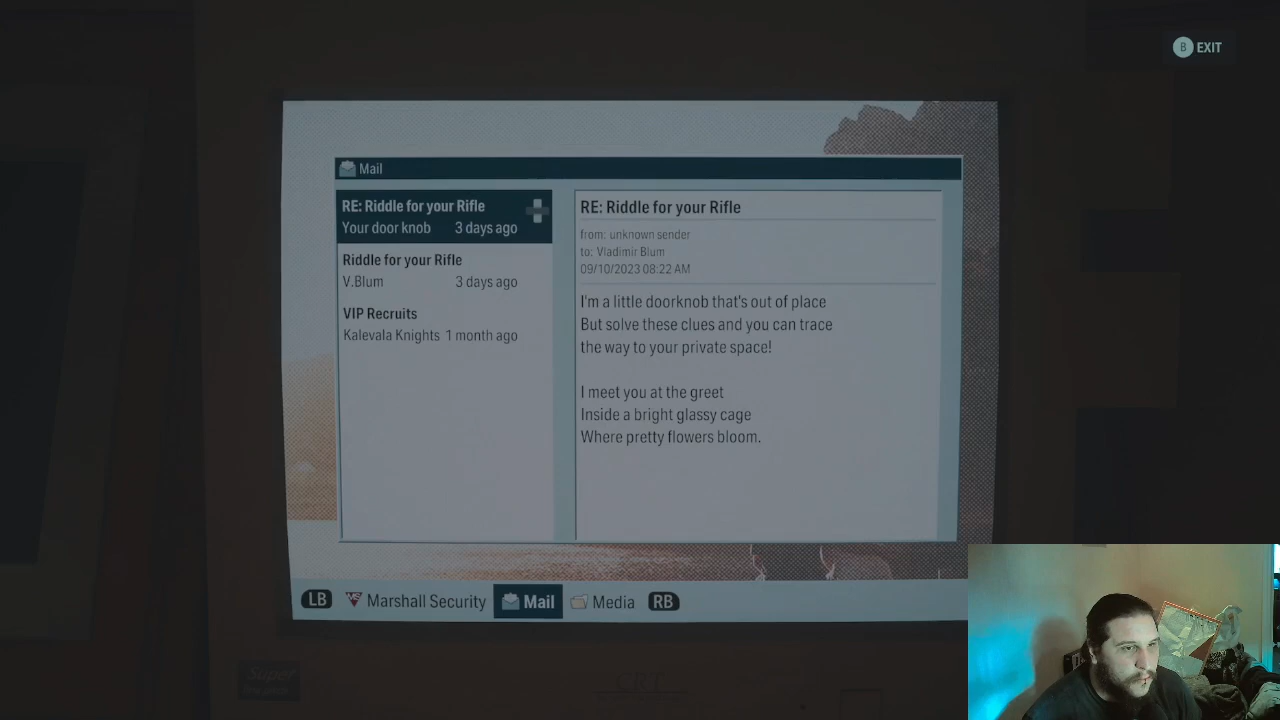 B EXIT
Mail
RE: Riddle for your Rifle
Your door knob 3 days ago
Riddle for your Rifle
V.Blum 3 days ago
VIP Recruits
Kalevala Knights 1 month ago
RE: Riddle for your Rifle
from: unknown sender
to: Vladimir Blum
09/10/2023 08:22 AM
I'm a little doorknob that's out of place
But solve these clues and you can trace
the way to your private space!
I meet you at the greet
Inside a bright glassy cage
Where pretty flowers bloom.
LB Marshall Security Mail Media RB
Super